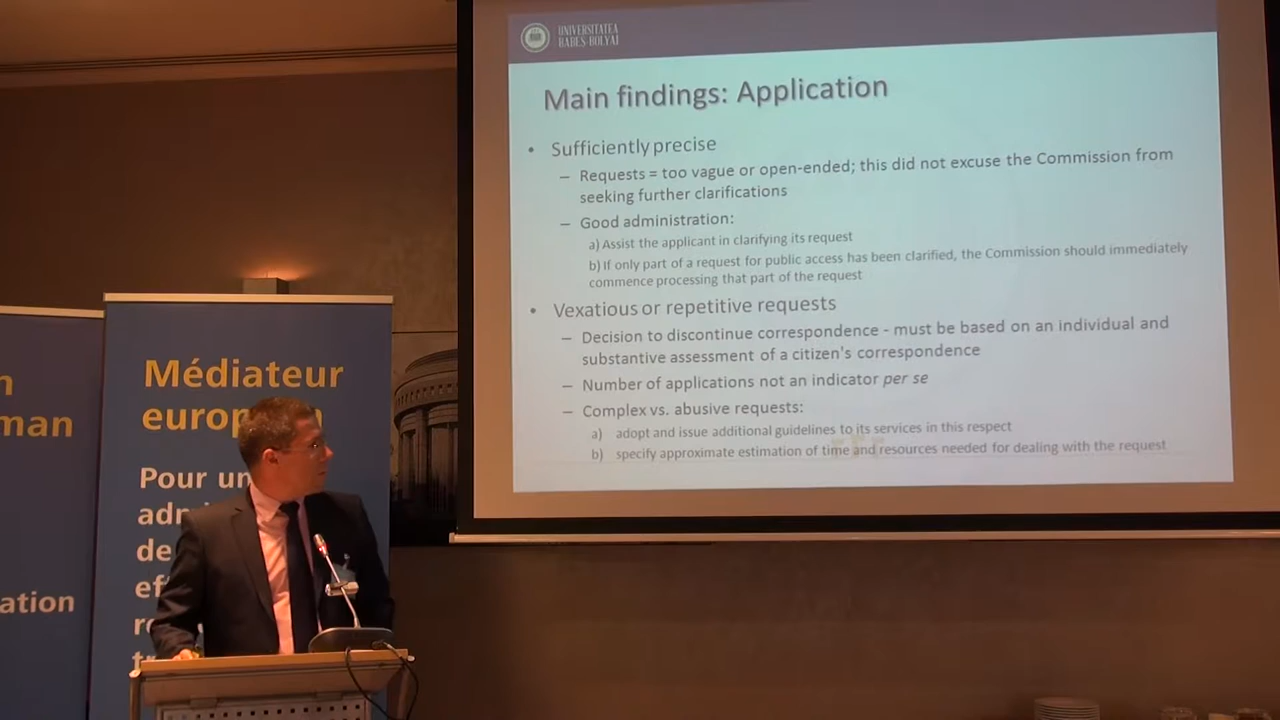 UNIVERSITATEA
BABEȘ-BOLYAI
Main findings: Application
• Sufficiently precise
– Requests = too vague or open-ended; this did not excuse the Commission from
seeking further clarifications
– Good administration:
a) Assist the applicant in clarifying its request
b) If only part of a request for public access has been clarified, the Commission should immediately
commence processing that part of the request
• Vexatious or repetitive requests
– Decision to discontinue correspondence - must be based on an individual and
substantive assessment of a citizen's correspondence
– Number of applications not an indicator per se
– Complex vs. abusive requests:
a) adopt and issue additional guidelines to its services in this respect
b) specify approximate estimation of time and resources needed for dealing with the request
n
man
ation
Médiateur
europ n
Pour un
adm
de
ef
r
tr